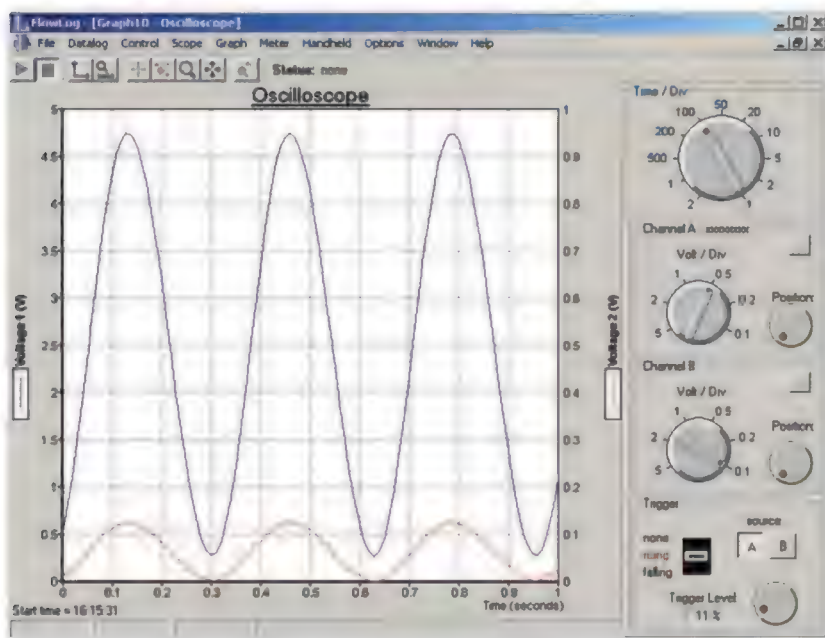 FlowLog - [Graph10 - Oscilloscope]
File Datalog Control Scope Graph Meter Handheld Options Window Help
Status: none
Oscilloscope
5
4.5
4
3.5
3
2.5
2
1.5
1
0.5
0
Voltage 1 (V)
1
0.9
0.8
0.7
0.6
0.5
0.4
0.3
0.2
0.1
0
Voltage 2 (V)
0 0.1 0.2 0.3 0.4 0.5 0.6 0.7 0.8 0.9 1
Start time = 16:15:31
Time (seconds)
Time / Div
50
100 20
200 10
500 5
1 2
2 1
Channel A
Volt / Div
1 0.5
2 0.2
5 0.1
Position
Channel B
Volt / Div
1 0.5
2 0.2
5 0.1
Position
Trigger
source
none
rising
falling
A B
Trigger Level
11 %